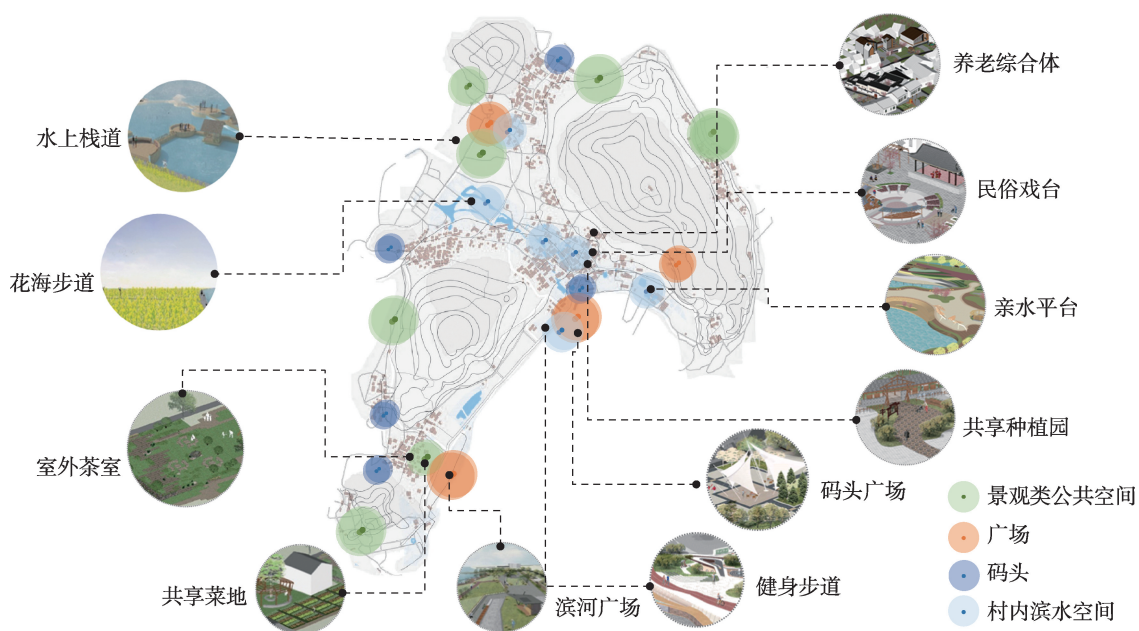 养老综合体
水上栈道
民俗戏台
花海步道
亲水平台
共享种植园
室外茶室
码头广场
景观类公共空间
广场
码头
村内滨水空间
共享菜地
滨河广场
健身步道